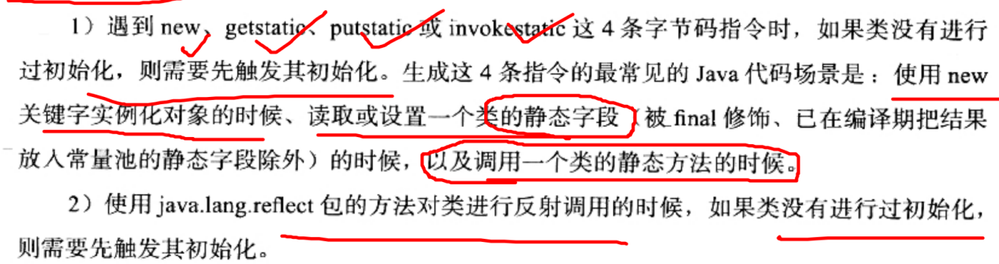 1）遇到 new、getstatic、putstatic 或 invokestatic 这 4 条字节码指令时，如果类没有进行
过初始化，则需要先触发其初始化。生成这 4 条指令的最常见的 Java 代码场景是：使用 new
关键字实例化对象的时候、读取或设置一个类的静态字段（被 final 修饰、已在编译期把结果
放入常量池的静态字段除外）的时候，以及调用一个类的静态方法的时候。
2）使用 java.lang.reflect 包的方法对类进行反射调用的时候，如果类没有进行过初始化，
则需要先触发其初始化。